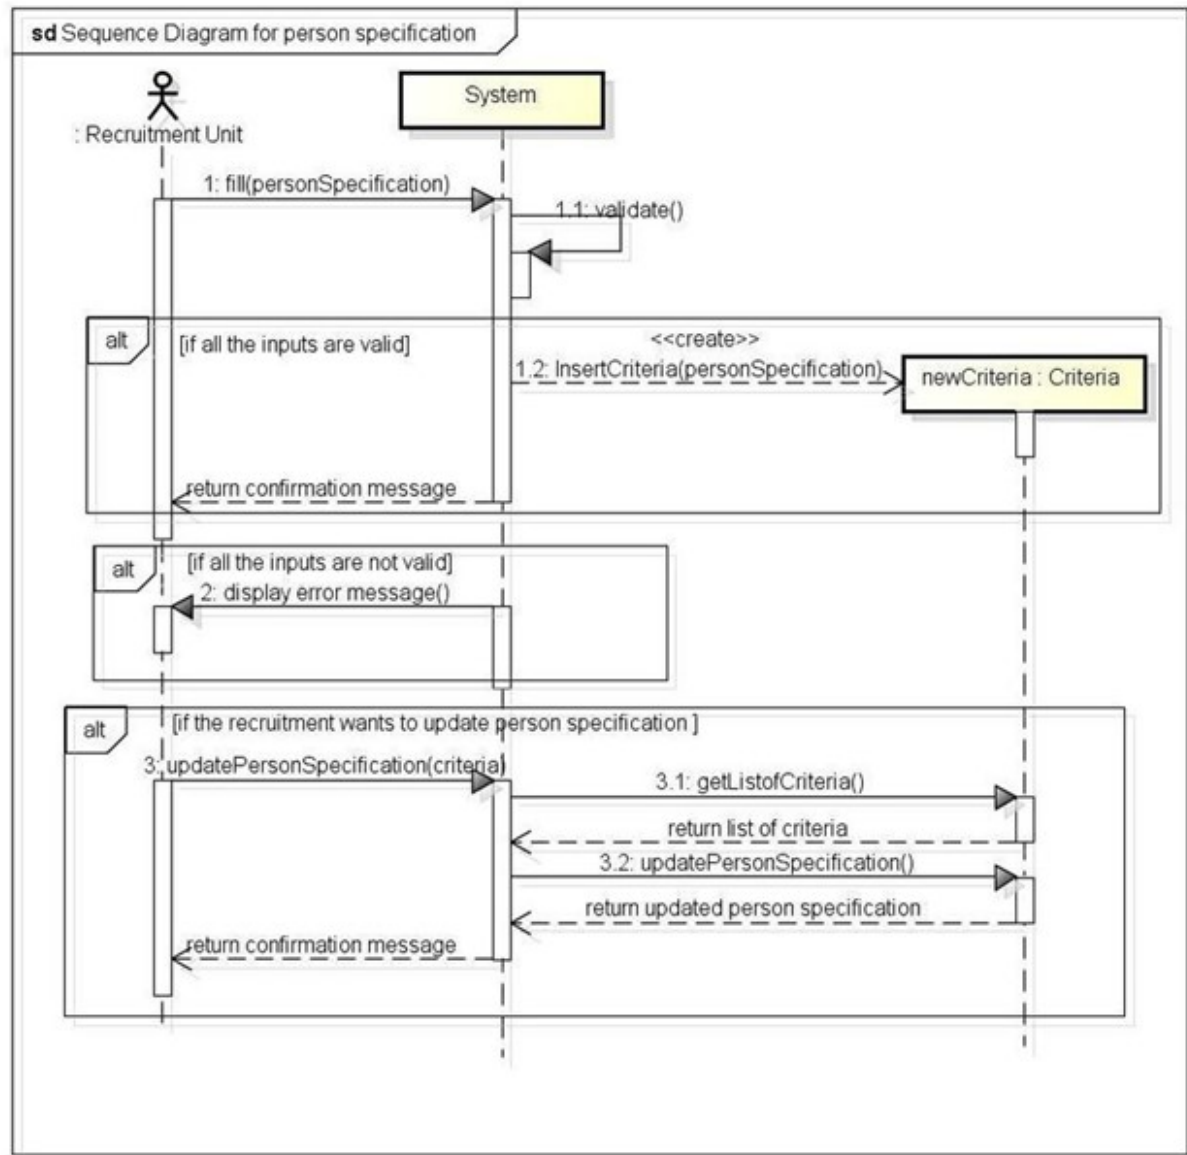 sd Sequence Diagram for person specification
System
: Recruitment Unit
1: fill(personSpecification)
1.1: validate()
alt
[if all the inputs are valid]
<<create>>
1.2: InsertCriteria(personSpecification)
newCriteria : Criteria
return confirmation message
alt
[if all the inputs are not valid]
2: display error message()
alt
[if the recruitment wants to update person specification ]
3: updatePersonSpecification(criteria)
3.1: getListofCriteria()
return list of criteria
3.2: updatePersonSpecification()
return updated person specification
return confirmation message